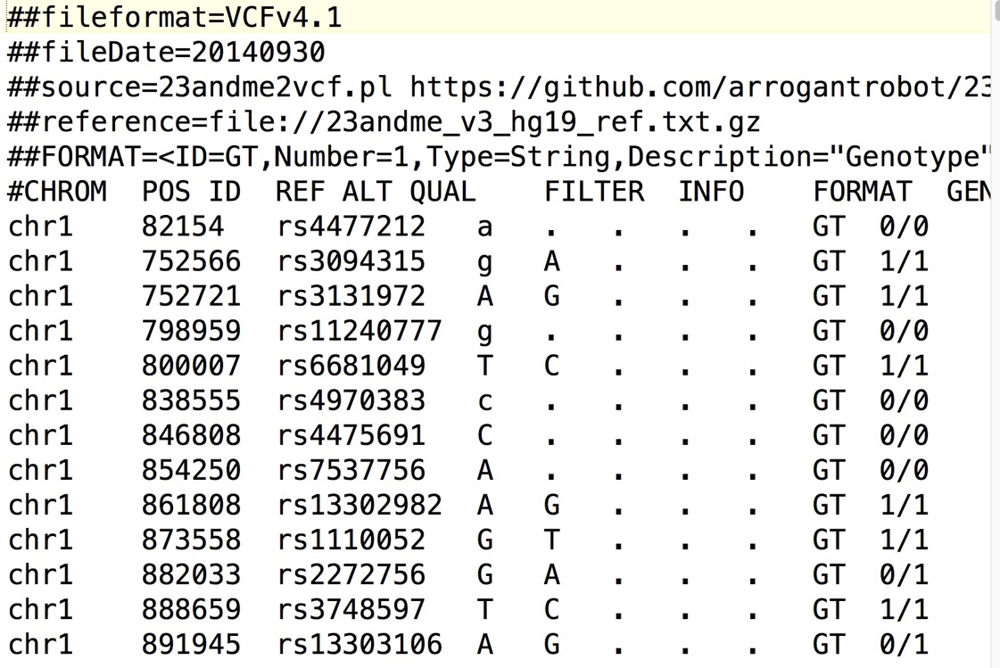 ##fileformat=VCFv4.1
##fileDate=20140930
##source=23andme2vcf.pl https://github.com/arrogantrobot/23
##reference=file://23andme_v3_hg19_ref.txt.gz
##FORMAT=<ID=GT,Number=1,Type=String,Description="Genotype"
#CHROM POS ID REF ALT QUAL FILTER INFO FORMAT GEN
chr1 82154 rs4477212 a . . . . GT 0/0
chr1 752566 rs3094315 g A . . . GT 1/1
chr1 752721 rs3131972 A G . . . GT 1/1
chr1 798959 rs11240777 g . . . . GT 0/0
chr1 800007 rs6681049 T C . . . GT 1/1
chr1 838555 rs4970383 c . . . . GT 0/0
chr1 846808 rs4475691 C . . . . GT 0/0
chr1 854250 rs7537756 A . . . . GT 0/0
chr1 861808 rs13302982 A G . . . GT 1/1
chr1 873558 rs1110052 G T . . . GT 1/1
chr1 882033 rs2272756 G A . . . GT 0/1
chr1 888659 rs3748597 T C . . . GT 1/1
chr1 891945 rs13303106 A G . . . GT 0/1